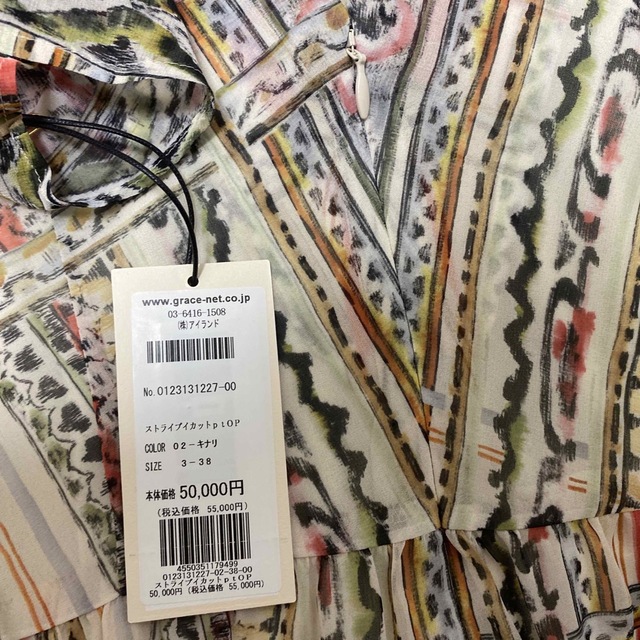 www.grace-net.co.jp
03-6416-1508
(株)アイランド
No.0123131227-00
ストライプイカットptOP
COLOR 02-キナリ
SIZE 3-38
本体価格 50,000円
(税込価格 55,000円)
4550351179499
0123131227-02-38-00
ストライプイカットptOP
50,000円(税込価格 55,000円)